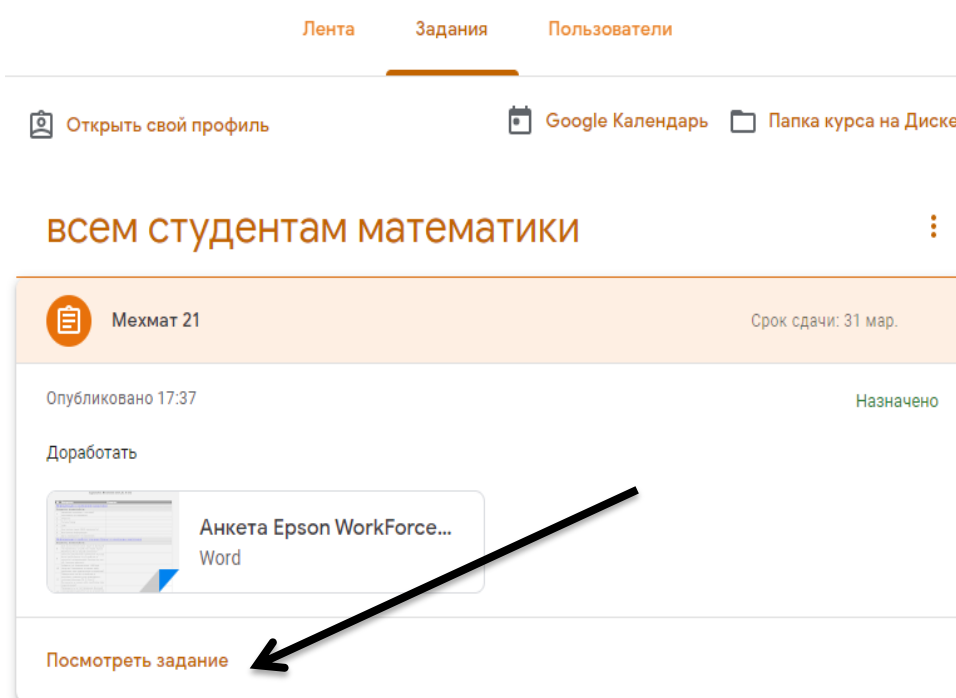 Лента Задания Пользователи
Открыть свой профиль Google Календарь Папка курса на Диске
всем студентам математики
Мехмат 21 Срок сдачи: 31 мар.
Опубликовано 17:37 Назначено
Доработать
Анкета Epson WorkForce...
Word
Посмотреть задание